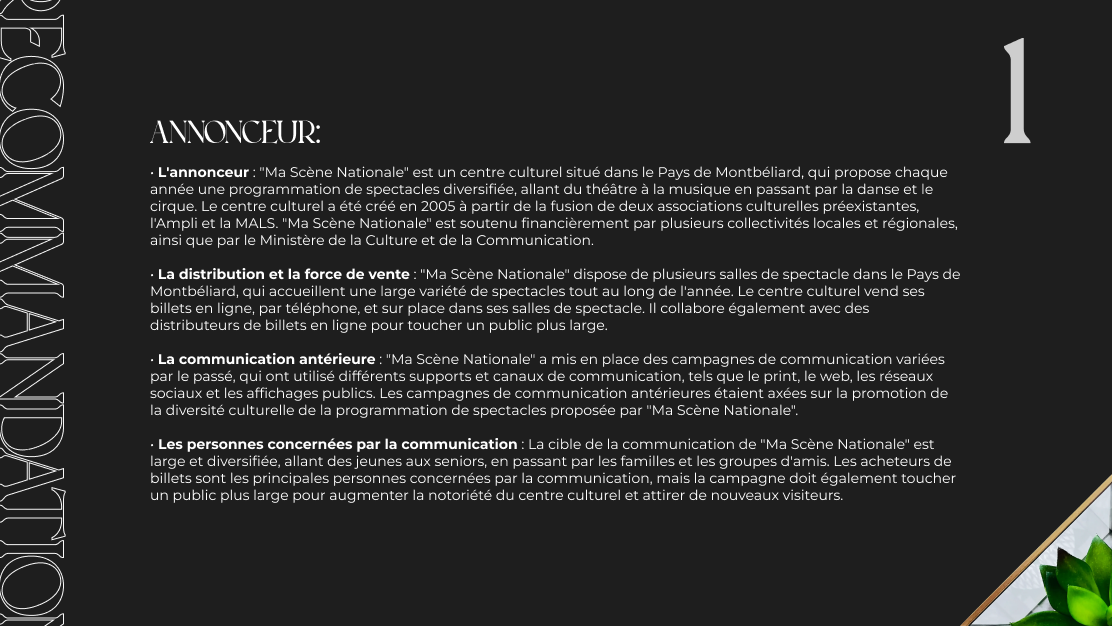 RECOMMANDATION
1
ANNONCEUR:
· L'annonceur : "Ma Scène Nationale" est un centre culturel situé dans le Pays de Montbéliard, qui propose chaque
année une programmation de spectacles diversifiée, allant du théâtre à la musique en passant par la danse et le
cirque. Le centre culturel a été créé en 2005 à partir de la fusion de deux associations culturelles préexistantes,
l'Ampli et la MALS. "Ma Scène Nationale" est soutenu financièrement par plusieurs collectivités locales et régionales,
ainsi que par le Ministère de la Culture et de la Communication.
· La distribution et la force de vente : "Ma Scène Nationale" dispose de plusieurs salles de spectacle dans le Pays de
Montbéliard, qui accueillent une large variété de spectacles tout au long de l'année. Le centre culturel vend ses
billets en ligne, par téléphone, et sur place dans ses salles de spectacle. Il collabore également avec des
distributeurs de billets en ligne pour toucher un public plus large.
· La communication antérieure : "Ma Scène Nationale" a mis en place des campagnes de communication variées
par le passé, qui ont utilisé différents supports et canaux de communication, tels que le print, le web, les réseaux
sociaux et les affichages publics. Les campagnes de communication antérieures étaient axées sur la promotion de
la diversité culturelle de la programmation de spectacles proposée par "Ma Scène Nationale".
· Les personnes concernées par la communication : La cible de la communication de "Ma Scène Nationale" est
large et diversifiée, allant des jeunes aux seniors, en passant par les familles et les groupes d'amis. Les acheteurs de
billets sont les principales personnes concernées par la communication, mais la campagne doit également toucher
un public plus large pour augmenter la notoriété du centre culturel et attirer de nouveaux visiteurs.